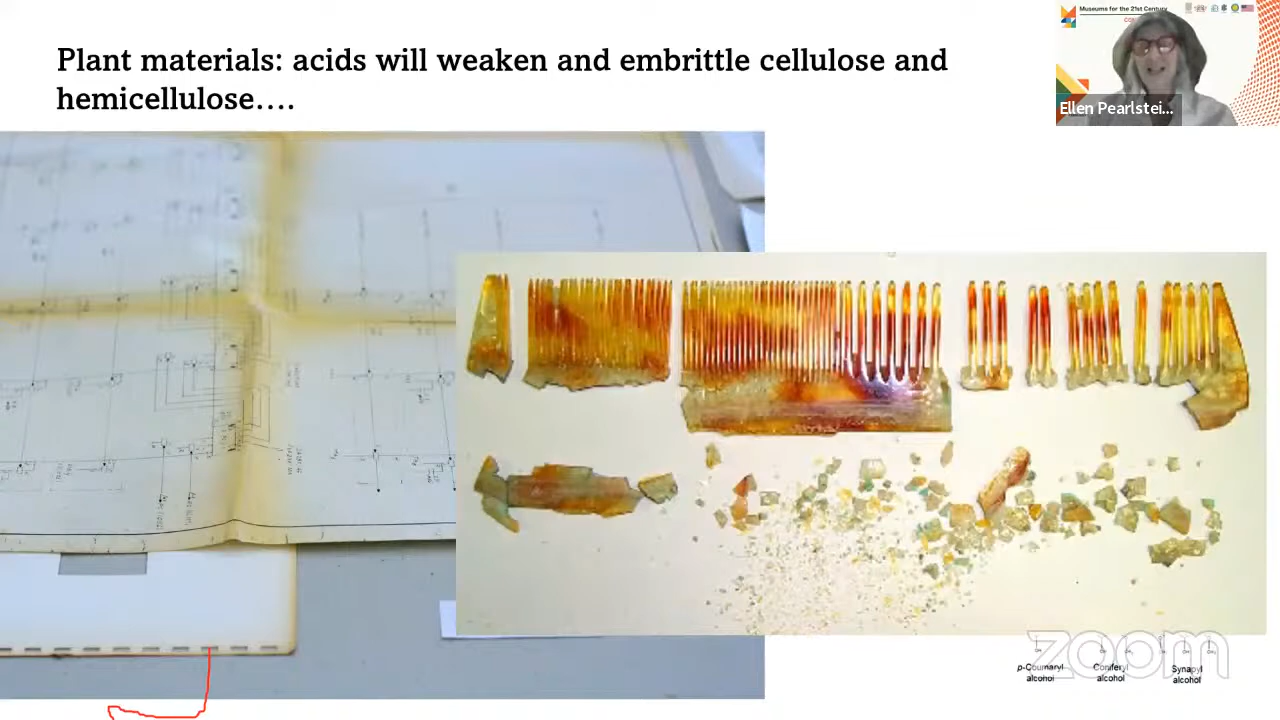 Plant materials: acids will weaken and embrittle cellulose and
hemicellulose....
Museums for the 21st Century
Ellen Pearlstei...
zoom
p-Coumaryl
alcohol
Coniferyl
alcohol
Synapyl
alcohol